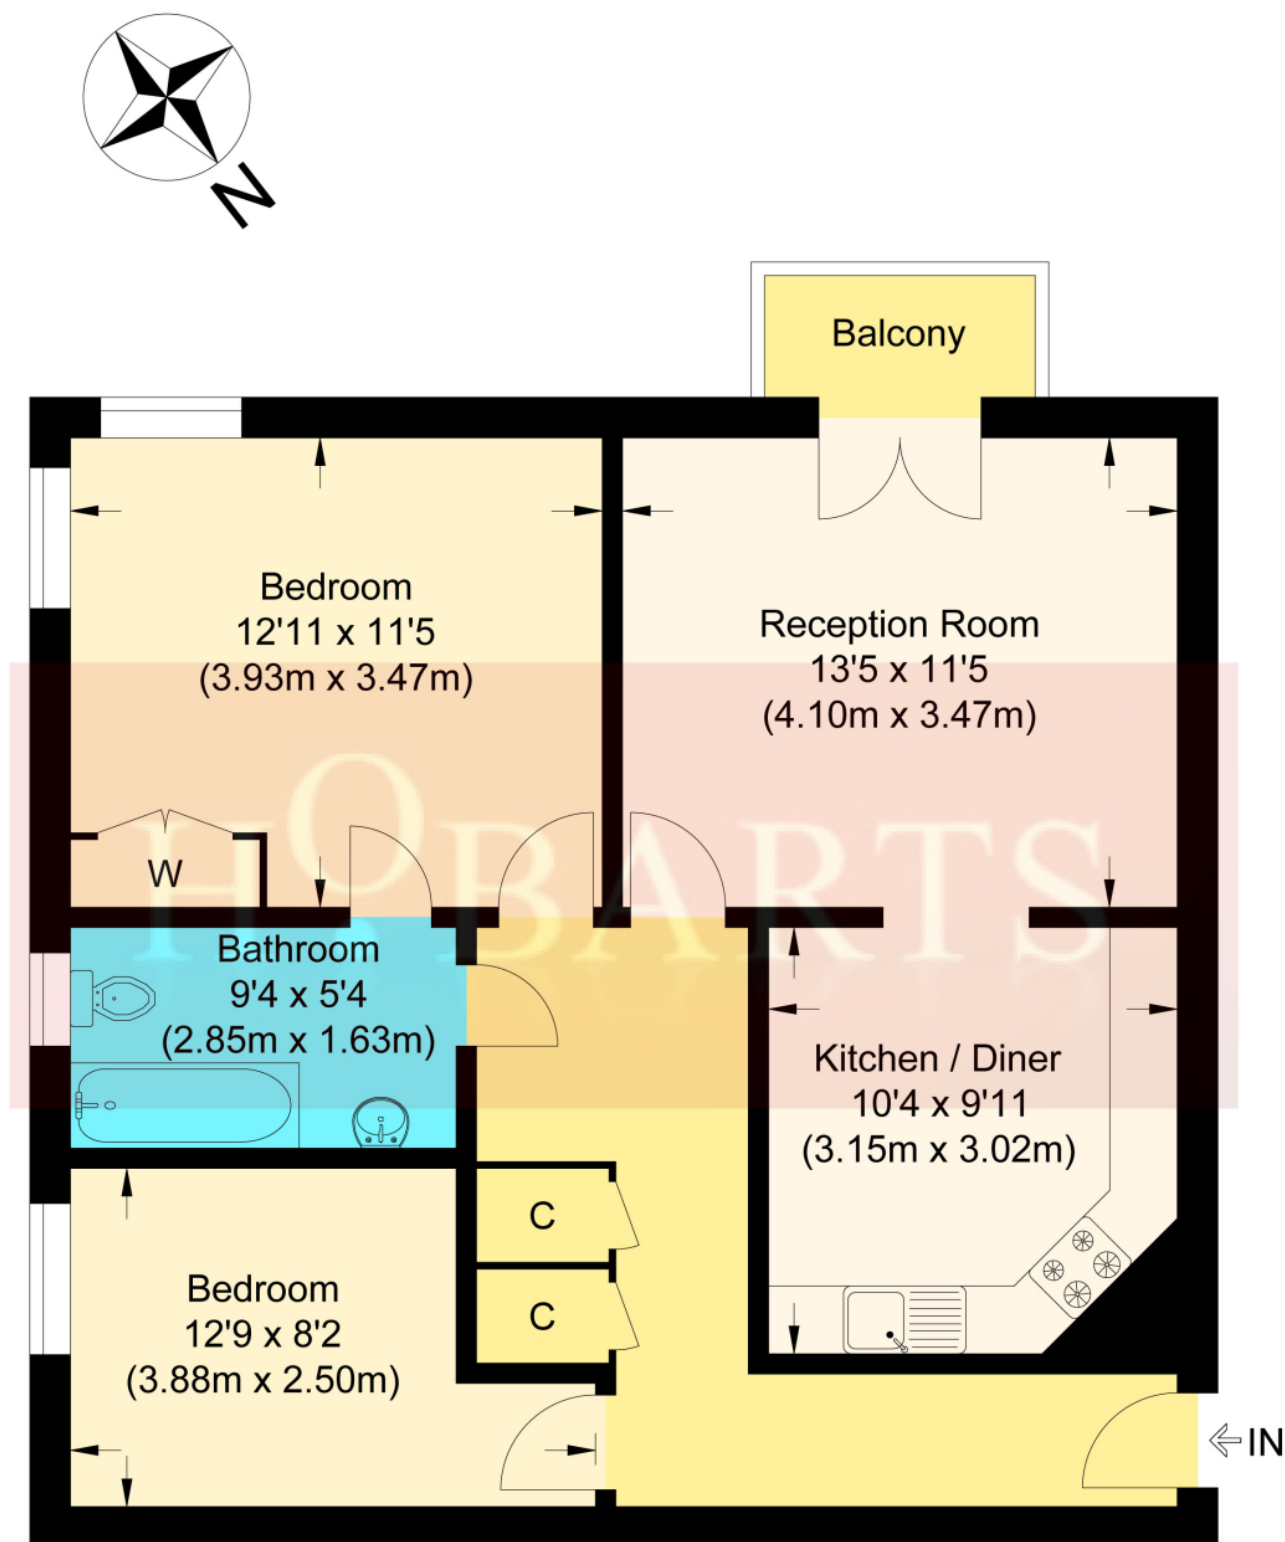 N
Balcony
Bedroom
12'11 x 11'5
(3.93m x 3.47m)
Reception Room
13'5 x 11'5
(4.10m x 3.47m)
HOBARTS
W
Bathroom
9'4 x 5'4
(2.85m x 1.63m)
Kitchen / Diner
10'4 x 9'11
(3.15m x 3.02m)
C
C
Bedroom
12'9 x 8'2
(3.88m x 2.50m)
IN